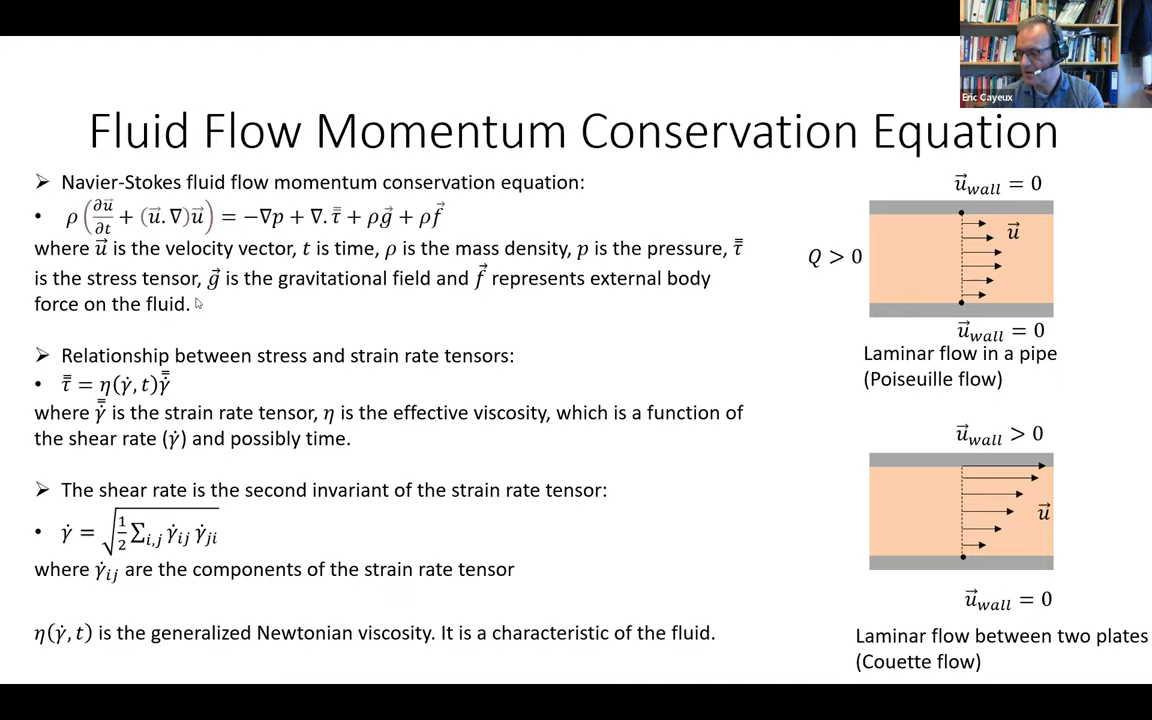 Eric Cayeux
Fluid Flow Momentum Conservation Equation
➢ Navier-Stokes fluid flow momentum conservation equation:
• ρ(∂u⃗/∂t + (u⃗.∇)u⃗) = −∇p + ∇.τ̿ + ρg⃗ + ρf⃗
where u⃗ is the velocity vector, t is time, ρ is the mass density, p is the pressure, τ̿
is the stress tensor, g⃗ is the gravitational field and f⃗ represents external body
force on the fluid.
➢ Relationship between stress and strain rate tensors:
• τ̿ = η(γ̇, t)γ̿̇
where γ̿̇ is the strain rate tensor, η is the effective viscosity, which is a function of
the shear rate (γ̇) and possibly time.
➢ The shear rate is the second invariant of the strain rate tensor:
• γ̇ = √(1/2 ∑i,j γ̇ij γ̇ji)
where γ̇ij are the components of the strain rate tensor
η(γ̇, t) is the generalized Newtonian viscosity. It is a characteristic of the fluid.
u⃗wall = 0
u⃗
Q > 0
u⃗wall = 0
Laminar flow in a pipe
(Poiseuille flow)
u⃗wall > 0
u⃗
u⃗wall = 0
Laminar flow between two plates
(Couette flow)